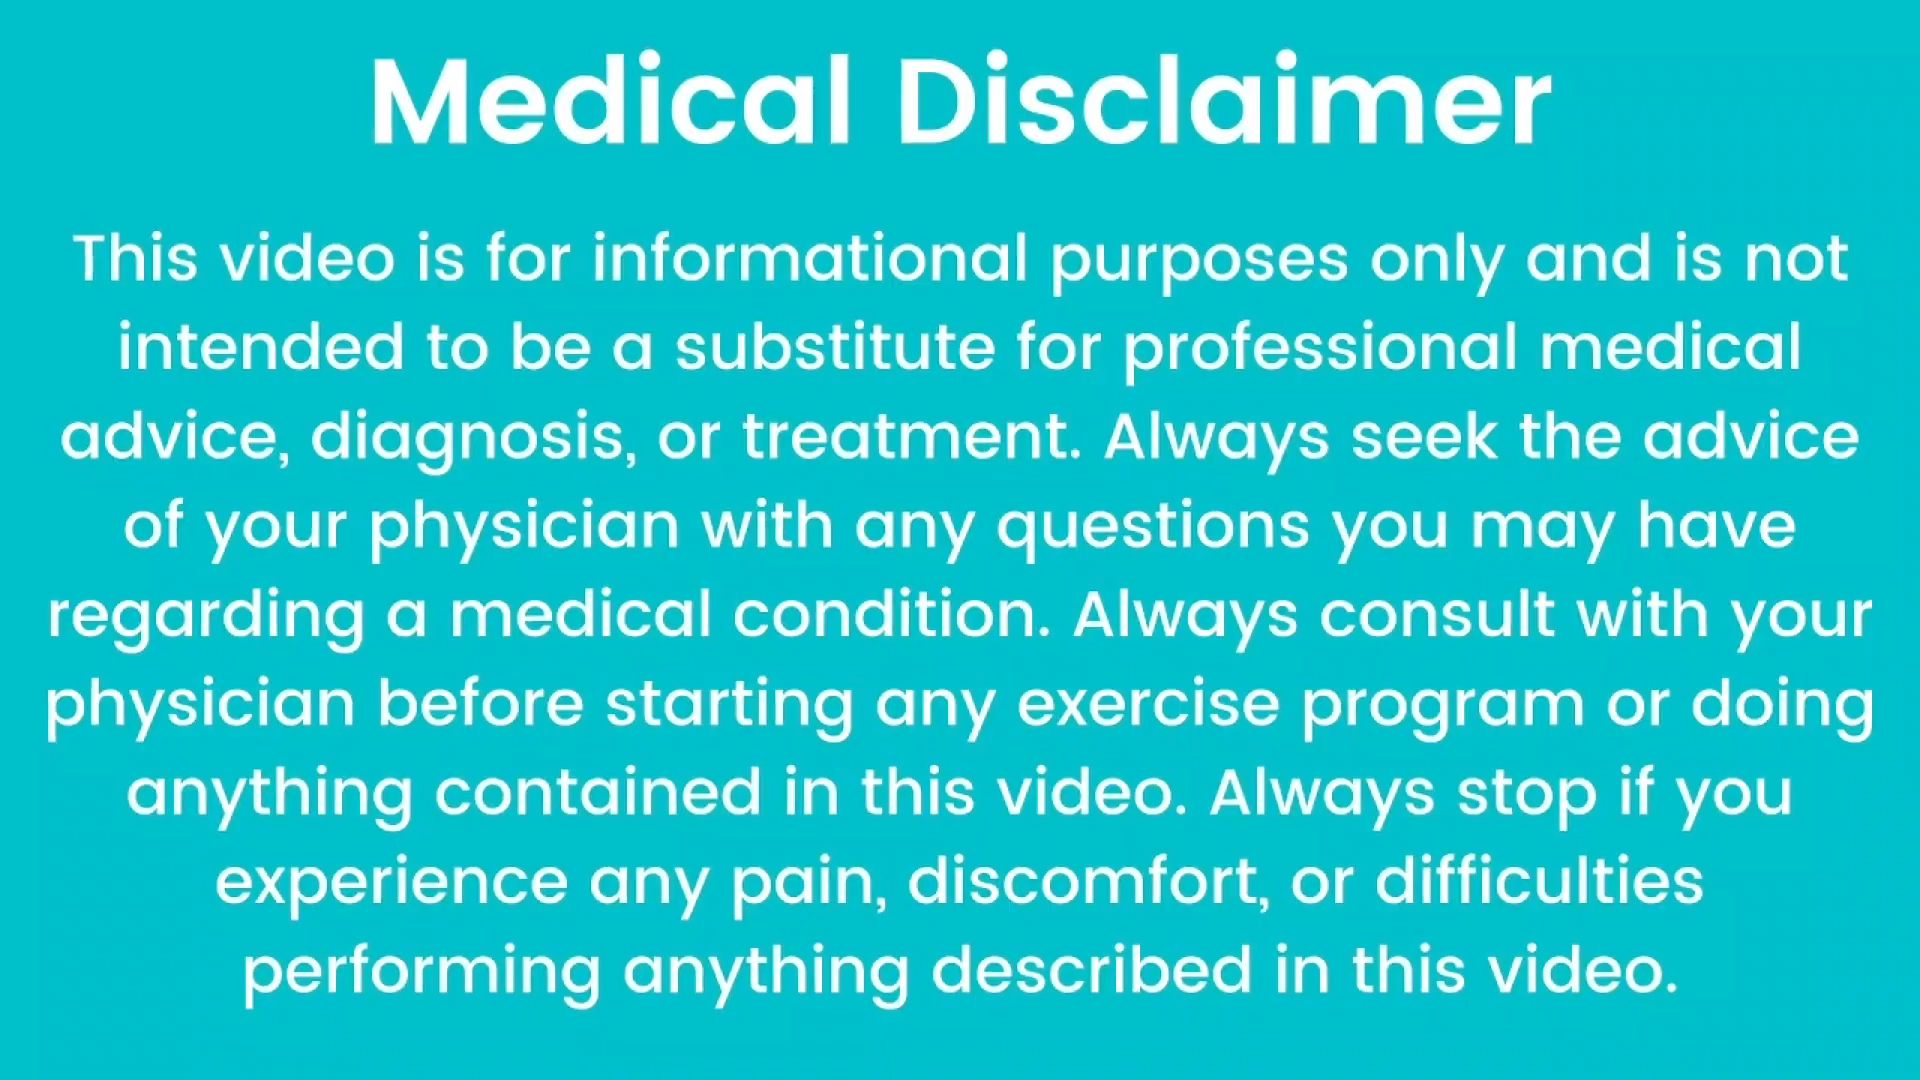 Medical Disclaimer
This video is for informational purposes only and is not
intended to be a substitute for professional medical
advice, diagnosis, or treatment. Always seek the advice
of your physician with any questions you may have
regarding a medical condition. Always consult with your
physician before starting any exercise program or doing
anything contained in this video. Always stop if you
experience any pain, discomfort, or difficulties
performing anything described in this video.